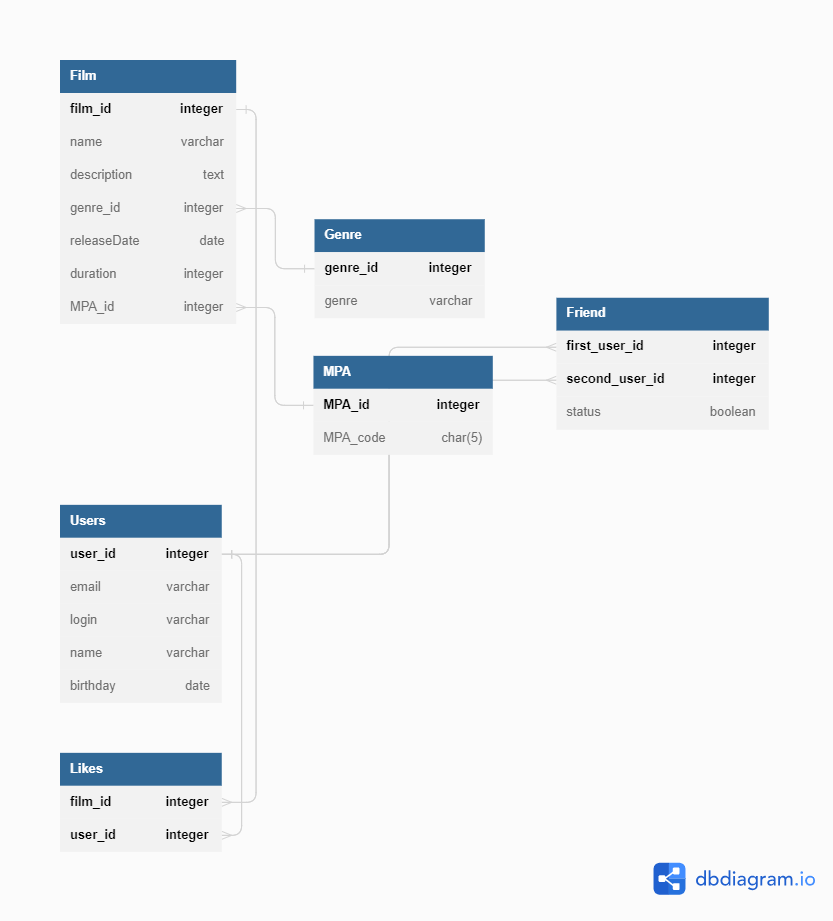 Film
film_id integer
name varchar
description text
genre_id integer
releaseDate date
duration integer
MPA_id integer
Genre
genre_id integer
genre varchar
Friend
first_user_id integer
second_user_id integer
status boolean
MPA
MPA_id integer
MPA_code char(5)
Users
user_id integer
email varchar
login varchar
name varchar
birthday date
Likes
film_id integer
user_id integer
dbdiagram.io